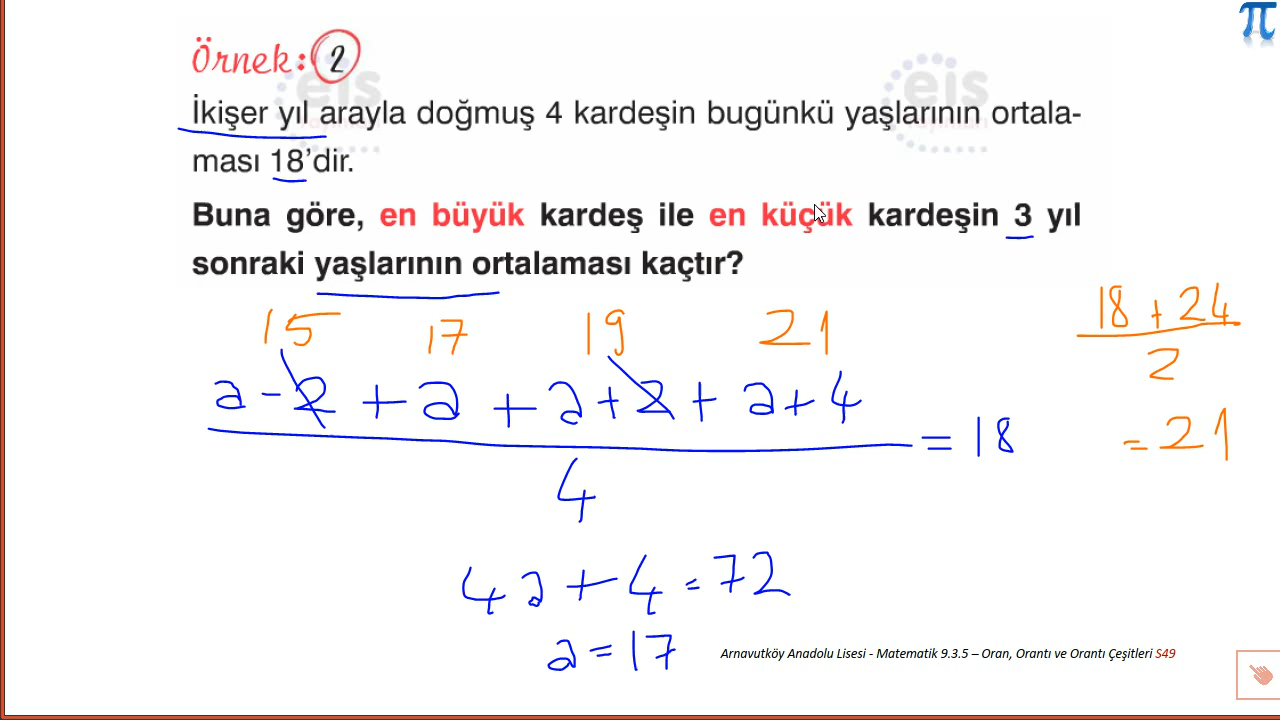 π
Örnek: 2
İkişer yıl arayla doğmuş 4 kardeşin bugünkü yaşlarının ortala-
ması 18'dir.
Buna göre, en büyük kardeş ile en küçük kardeşin 3 yıl
sonraki yaşlarının ortalaması kaçtır?
15 17 19 21
a-2 + a + a+2 + a+4
= 18
4
4a + 4 = 72
a = 17
18 + 24
2
= 21
Arnavutköy Anadolu Lisesi - Matematik 9.3.5 – Oran, Orantı ve Orantı Çeşitleri S49
eis
eis